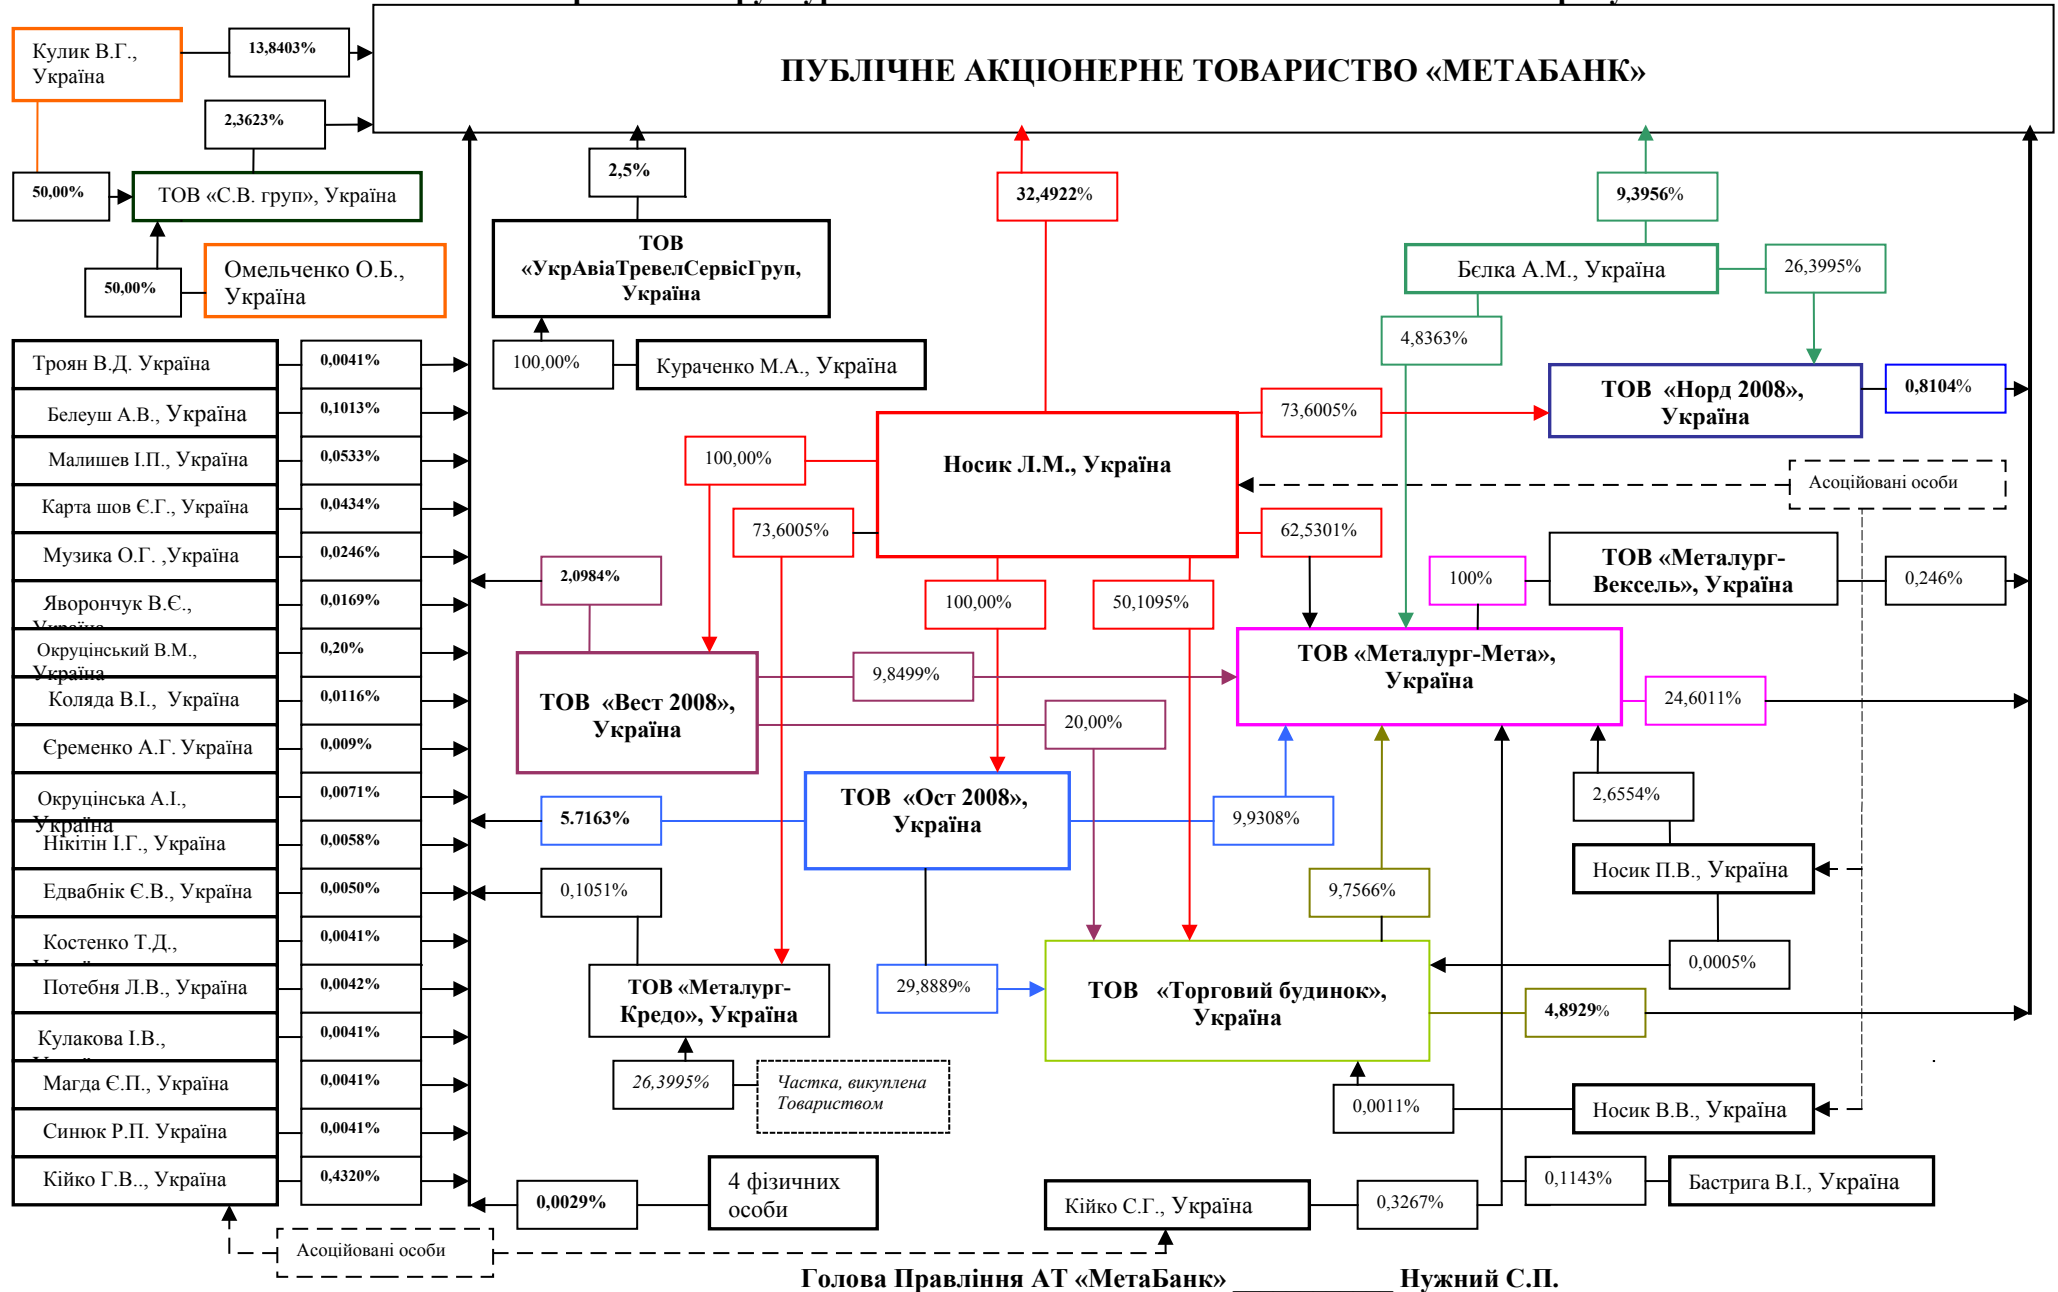 ПУБЛІЧНЕ АКЦІОНЕРНЕ ТОВАРИСТВО «МЕТАБАНК»
Кулик В.Г.,
Україна
13,8403%
2,3623%
50,00%
ТОВ «С.В. груп», Україна
50,00%
Омельченко О.Б.,
Україна
2,5%
ТОВ
«УкрАвіаТревелСервісГруп,
Україна
100,00%
Кураченко М.А., Україна
32,4922%
9,3956%
Бєлка А.М., Україна
26,3995%
4,8363%
ТОВ «Норд 2008»,
Україна
0,8104%
73,6005%
Носик Л.М., Україна
Асоційовані особи
100,00%
73,6005%
62,5301%
100%
ТОВ «Металург-
Вексель», Україна
0,246%
2,0984%
100,00%
50,1095%
ТОВ «Металург-Мета»,
Україна
24,6011%
ТОВ «Вест 2008»,
Україна
9,8499%
20,00%
ТОВ «Ост 2008»,
Україна
5.7163%
9,9308%
2,6554%
Носик П.В., Україна
0,1051%
9,7566%
0,0005%
ТОВ «Металург-
Кредо», Україна
29,8889%
ТОВ «Торговий будинок»,
Україна
4,8929%
26,3995%
Частка, викуплена
Товариством
0,0011%
Носик В.В., Україна
0,1143%
Бастрига В.І., Україна
0,0029%
4 фізичних
особи
Кійко С.Г., Україна
0,3267%
Троян В.Д. Україна
0,0041%
Белеуш А.В., Україна
0,1013%
Малишев І.П., Україна
0,0533%
Карта шов Є.Г., Україна
0,0434%
Музика О.Г. ,Україна
0,0246%
Яворончук В.Є.,
Україна
0,0169%
Окруцінський В.М.,
Україна
0,20%
Коляда В.І., Україна
0,0116%
Єременко А.Г. Україна
0,009%
Окруцінська А.І.,
Україна
0,0071%
Нікітін І.Г., Україна
0,0058%
Едвабнік Є.В., Україна
0,0050%
Костенко Т.Д.,
0,0041%
Потебня Л.В., Україна
0,0042%
Кулакова І.В.,
0,0041%
Магда Є.П., Україна
0,0041%
Синюк Р.П. Україна
0,0041%
Кійко Г.В.., Україна
0,4320%
Асоційовані особи
Голова Правління АТ «МетаБанк» ____________ Нужний С.П.